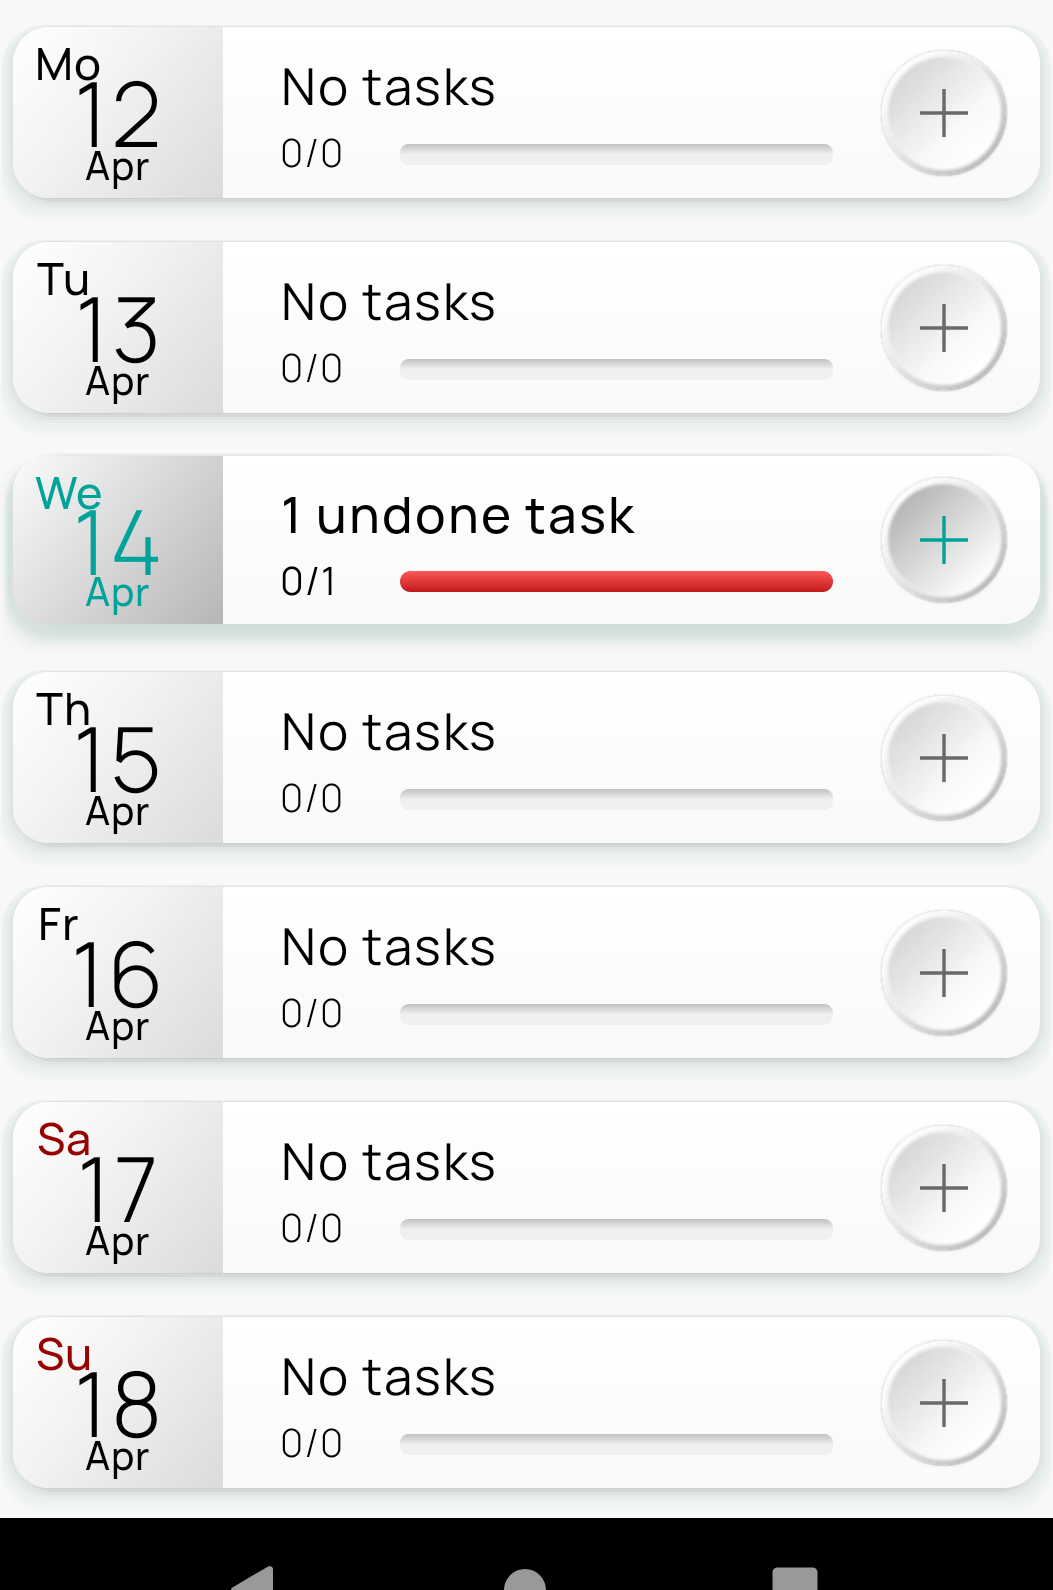 Mo
12
Apr
No tasks
0/0
Tu
13
Apr
No tasks
0/0
We
14
Apr
1 undone task
0/1
Th
15
Apr
No tasks
0/0
Fr
16
Apr
No tasks
0/0
Sa
17
Apr
No tasks
0/0
Su
18
Apr
No tasks
0/0